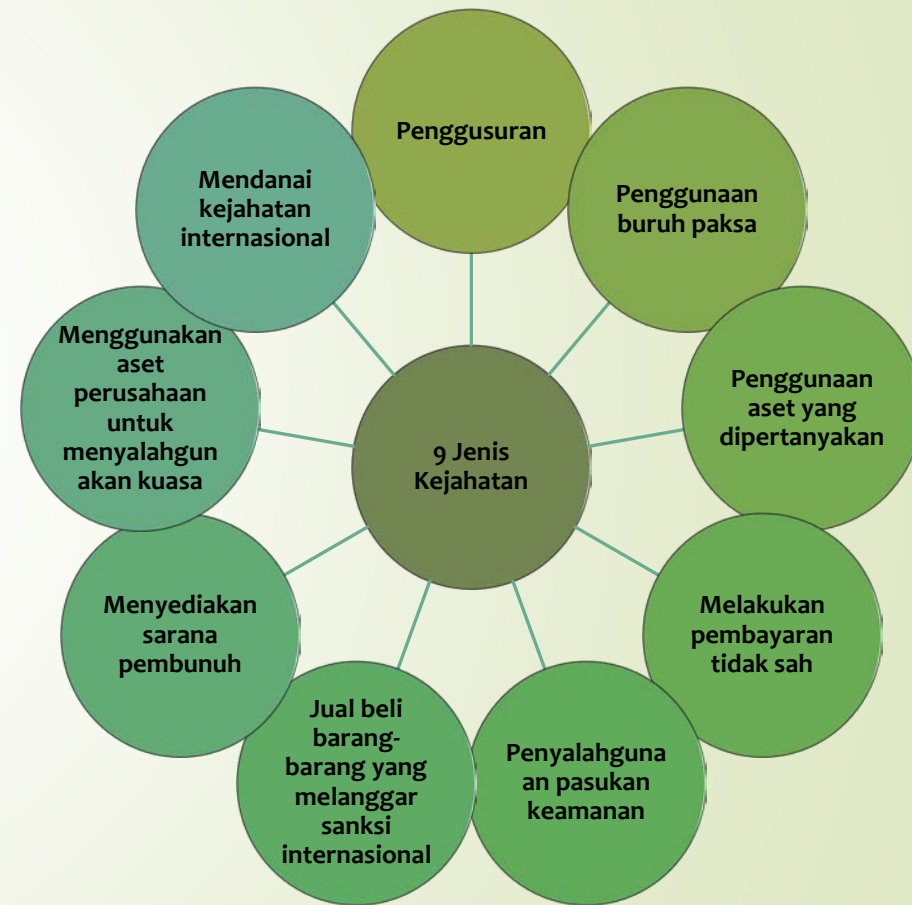 Penggusuran
Penggunaan
buruh paksa
Penggunaan
aset yang
dipertanyakan
Melakukan
pembayaran
tidak sah
Penyalahguna
an pasukan
keamanan
Jual beli
barang-
barang yang
melanggar
sanksi
internasional
Menyediakan
sarana
pembunuh
Menggunakan
aset
perusahaan
untuk
menyalahgun
akan kuasa
Mendanai
kejahatan
internasional
9 Jenis
Kejahatan